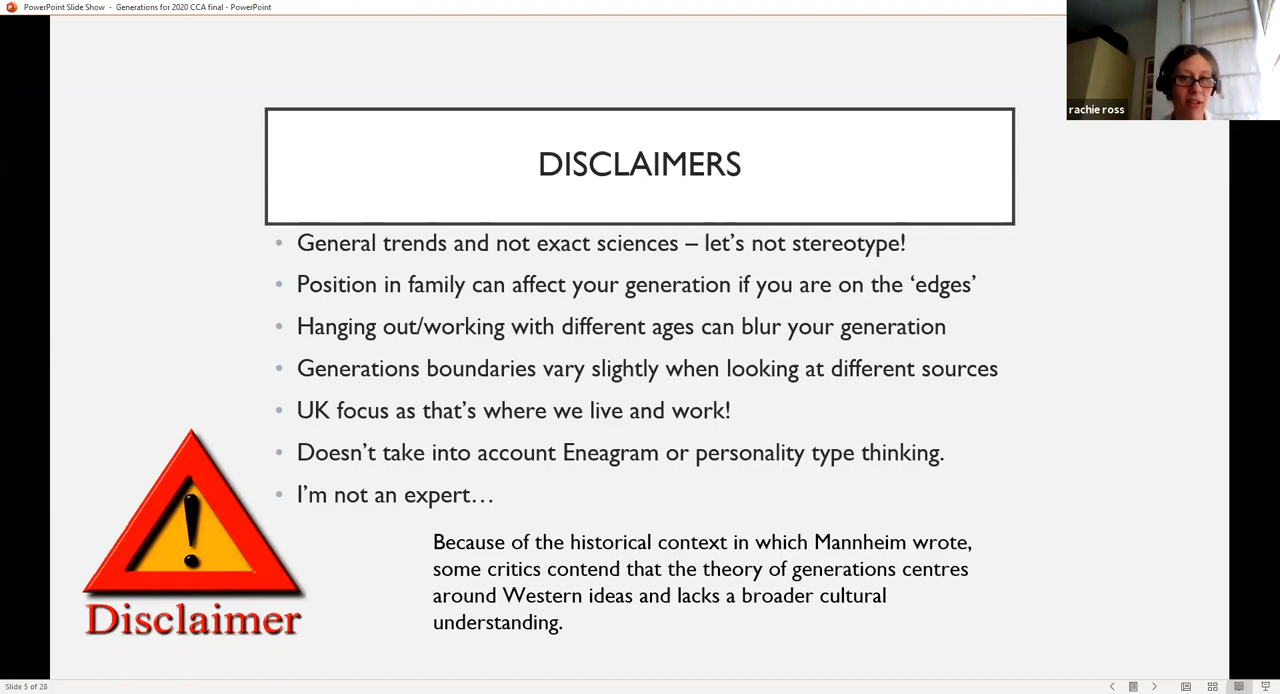 PowerPoint Slide Show - Generations for 2020 CCA final - PowerPoint
rachie ross
DISCLAIMERS
• General trends and not exact sciences – let's not stereotype!
• Position in family can affect your generation if you are on the 'edges'
• Hanging out/working with different ages can blur your generation
• Generations boundaries vary slightly when looking at different sources
• UK focus as that's where we live and work!
• Doesn't take into account Eneagram or personality type thinking.
• I'm not an expert…
Because of the historical context in which Mannheim wrote,
some critics contend that the theory of generations centres
around Western ideas and lacks a broader cultural
understanding.
Disclaimer
Slide 5 of 28